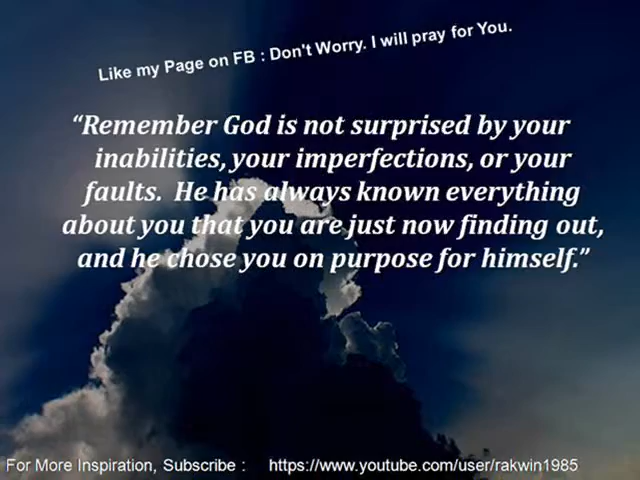 Like my Page on FB : Don't Worry. I will pray for You.
“Remember God is not surprised by your
inabilities, your imperfections, or your
faults. He has always known everything
about you that you are just now finding out,
and he chose you on purpose for himself.”
For More Inspiration, Subscribe : https://www.youtube.com/user/rakwin1985